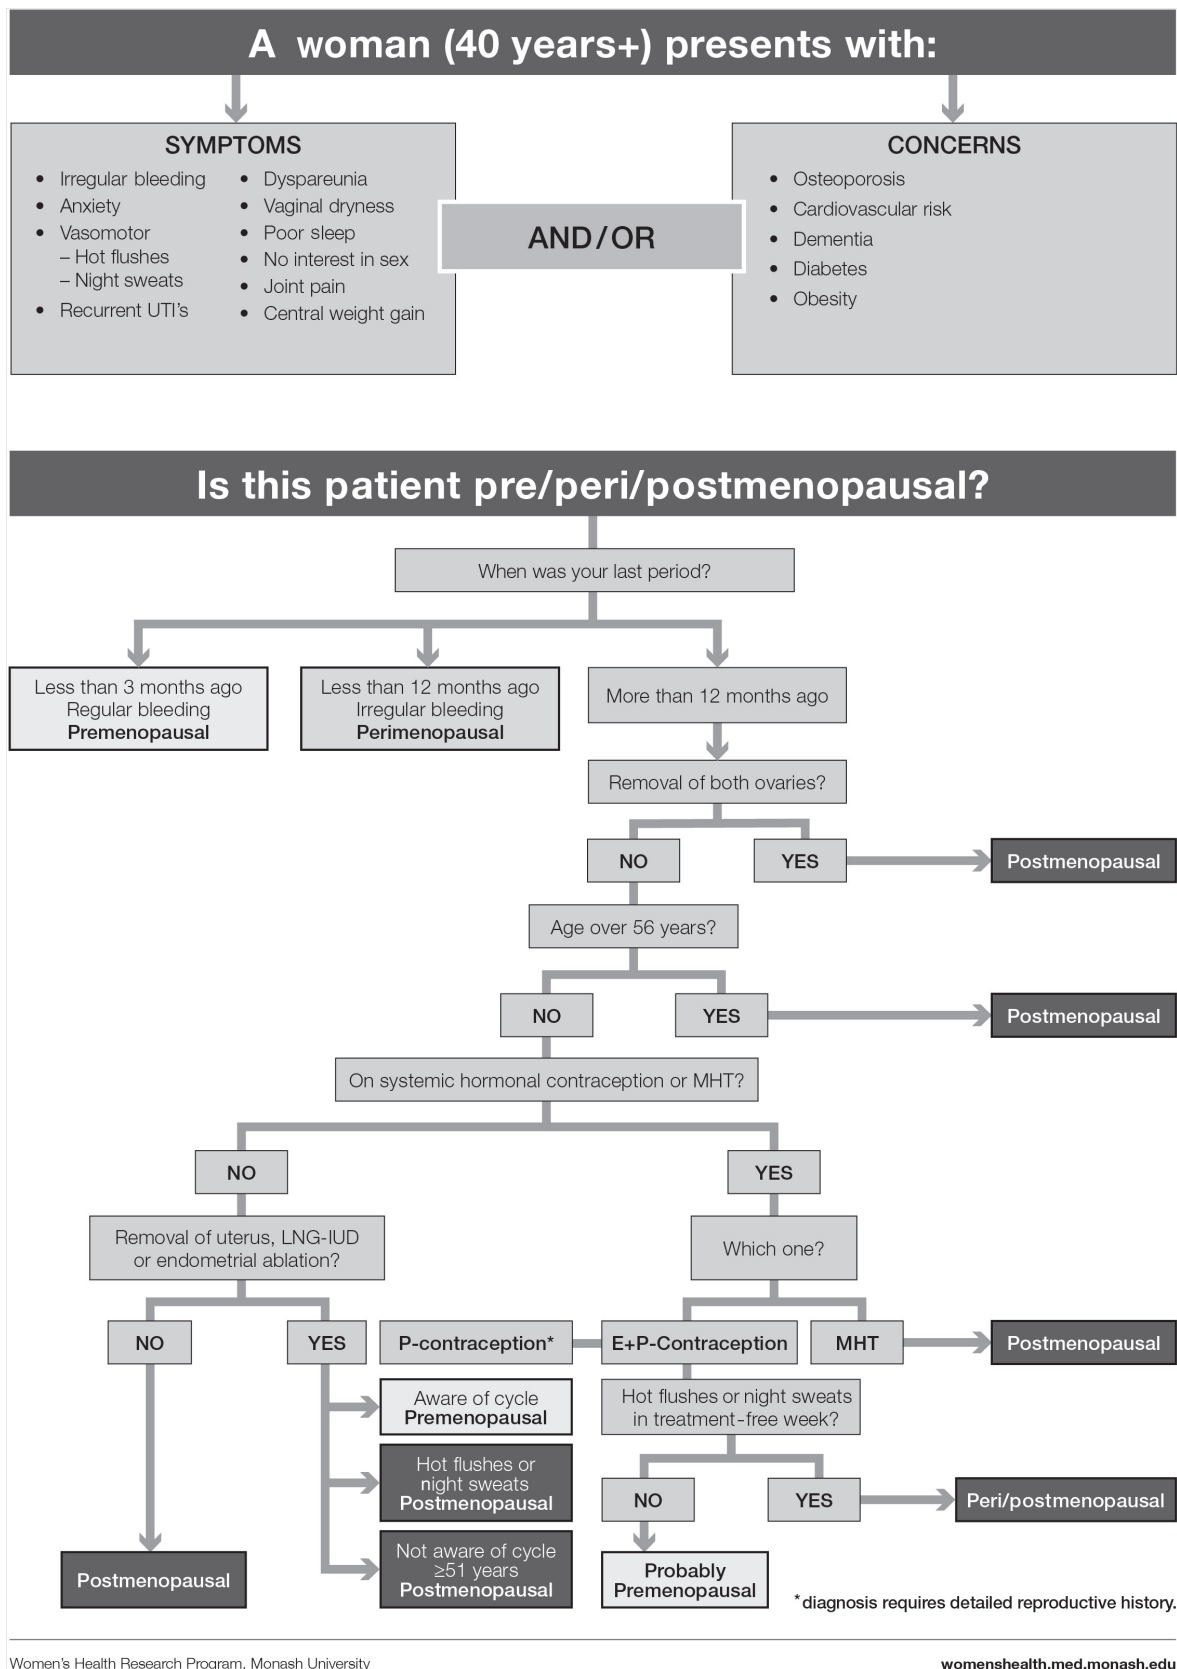 A woman (40 years+) presents with:
SYMPTOMS
• Irregular bleeding
• Anxiety
• Vasomotor
– Hot flushes
– Night sweats
• Recurrent UTI’s
• Dyspareunia
• Vaginal dryness
• Poor sleep
• No interest in sex
• Joint pain
• Central weight gain
AND/OR
CONCERNS
• Osteoporosis
• Cardiovascular risk
• Dementia
• Diabetes
• Obesity
Is this patient pre/peri/postmenopausal?
When was your last period?
Less than 3 months ago
Regular bleeding
Premenopausal
Less than 12 months ago
Irregular bleeding
Perimenopausal
More than 12 months ago
Removal of both ovaries?
NO
YES
Postmenopausal
Age over 56 years?
NO
YES
Postmenopausal
On systemic hormonal contraception or MHT?
NO
YES
Removal of uterus, LNG-IUD
or endometrial ablation?
Which one?
NO
YES
P-contraception*
E+P-Contraception
MHT
Postmenopausal
Aware of cycle
Premenopausal
Hot flushes or night sweats
in treatment-free week?
Hot flushes or
night sweats
Postmenopausal
NO
YES
Peri/postmenopausal
Not aware of cycle
≥51 years
Postmenopausal
Postmenopausal
Probably
Premenopausal
*diagnosis requires detailed reproductive history.
Women’s Health Research Program, Monash University
womenshealth.med.monash.edu